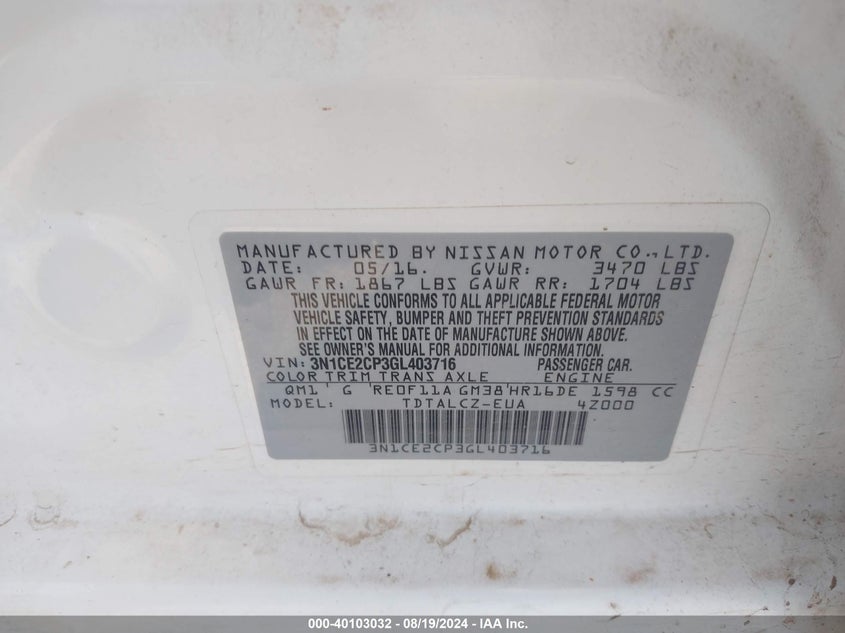 MANUFACTURED BY NISSAN MOTOR CO., LTD.
DATE: 05/16. GVWR: 3470 LBS
GAWR FR: 1867 LBS GAWR RR: 1704 LBS
THIS VEHICLE CONFORMS TO ALL APPLICABLE FEDERAL MOTOR
VEHICLE SAFETY, BUMPER AND THEFT PREVENTION STANDARDS
IN EFFECT ON THE DATE OF MANUFACTURE SHOWN ABOVE.
SEE OWNER'S MANUAL FOR ADDITIONAL INFORMATION.
VIN: 3N1CE2CP3GL403716 PASSENGER CAR.
COLOR TRIM TRANS AXLE ENGINE
QM1 G RE0F11A GM38 HR16DE 1598 CC
MODEL: TDTALCZ-EUA 4Z000
3N1CE2CP3GL403716
000-40103032 - 08/19/2024 - IAA Inc.